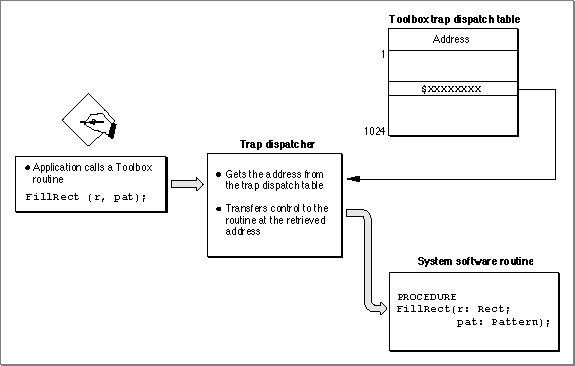 Toolbox trap dispatch table
Address
1
$XXXXXXXX
1024
Trap dispatcher
• Application calls a Toolbox
routine
FillRect (r, pat);
• Gets the address from
the trap dispatch table
• Transfers control to the
routine at the retrieved
address
System software routine
PROCEDURE
FillRect(r: Rect;
pat: Pattern);